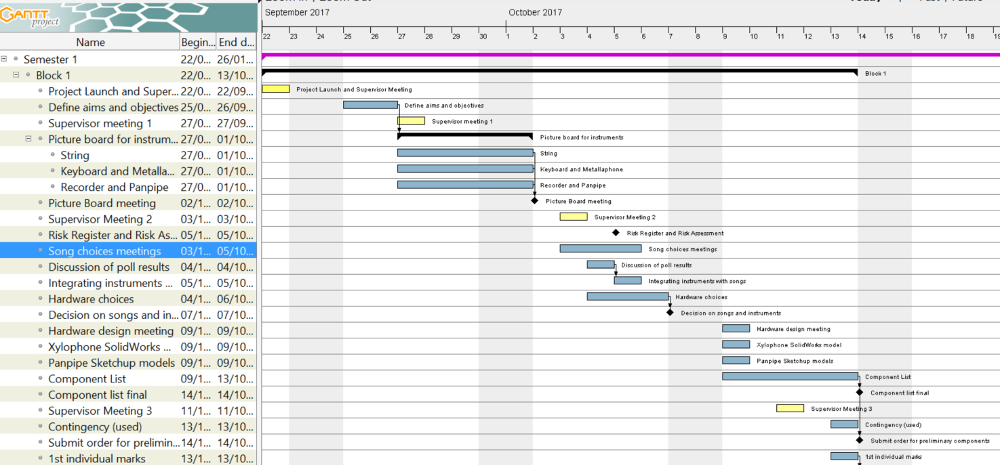 September 2017
October 2017
GANTT
project
22 23 24 25 26 27 28 29 30 1 2 3 4 5 6 7 8 9 10 11 12 13 14 15 16 17 18
Name Begin... End d...
Semester 1 22/0... 26/01...
Block 1 22/0... 13/10... Block 1
Project Launch and Super... 22/0... 22/09... Project Launch and Supervisor Meeting
Define aims and objectives 25/0... 26/09... Define aims and objectives
Supervisor meeting 1 27/0... 27/09... Supervisor meeting 1
Picture board for instrum... 27/0... 01/10... Picture board for instruments
String 27/0... 01/10... String
Keyboard and Metalla... 27/0... 01/10... Keyboard and Metallaphone
Recorder and Panpipe 27/0... 01/10... Recorder and Panpipe
Picture Board meeting 02/1... 02/10... Picture Board meeting
Supervisor Meeting 2 03/1... 03/10... Supervisor Meeting 2
Risk Register and Risk As... 05/1... 05/10... Risk Register and Risk Assessment
Song choices meetings 03/1... 05/10... Song choices meetings
Discussion of poll results 04/1... 04/10... Discussion of poll results
Integrating instruments ... 05/1... 05/10... Integrating instruments with songs
Hardware choices 04/1... 06/10... Hardware choices
Decision on songs and in... 07/1... 07/10... Decision on songs and instruments
Hardware design meeting 09/1... 09/10... Hardware design meeting
Xylophone SolidWorks ... 09/1... 09/10... Xylophone SolidWorks model
Panpipe Sketchup models 09/1... 09/10... Panpipe Sketchup models
Component List 09/1... 13/10... Component List
Component list final 14/1... 14/10... Component list final
Supervisor Meeting 3 11/1... 11/10... Supervisor Meeting 3
Contingency (used) 13/1... 13/10... Contingency (used)
Submit order for prelimin... 14/1... 14/10... Submit order for preliminary components
1st individual marks 13/1... 13/10... 1st individual marks